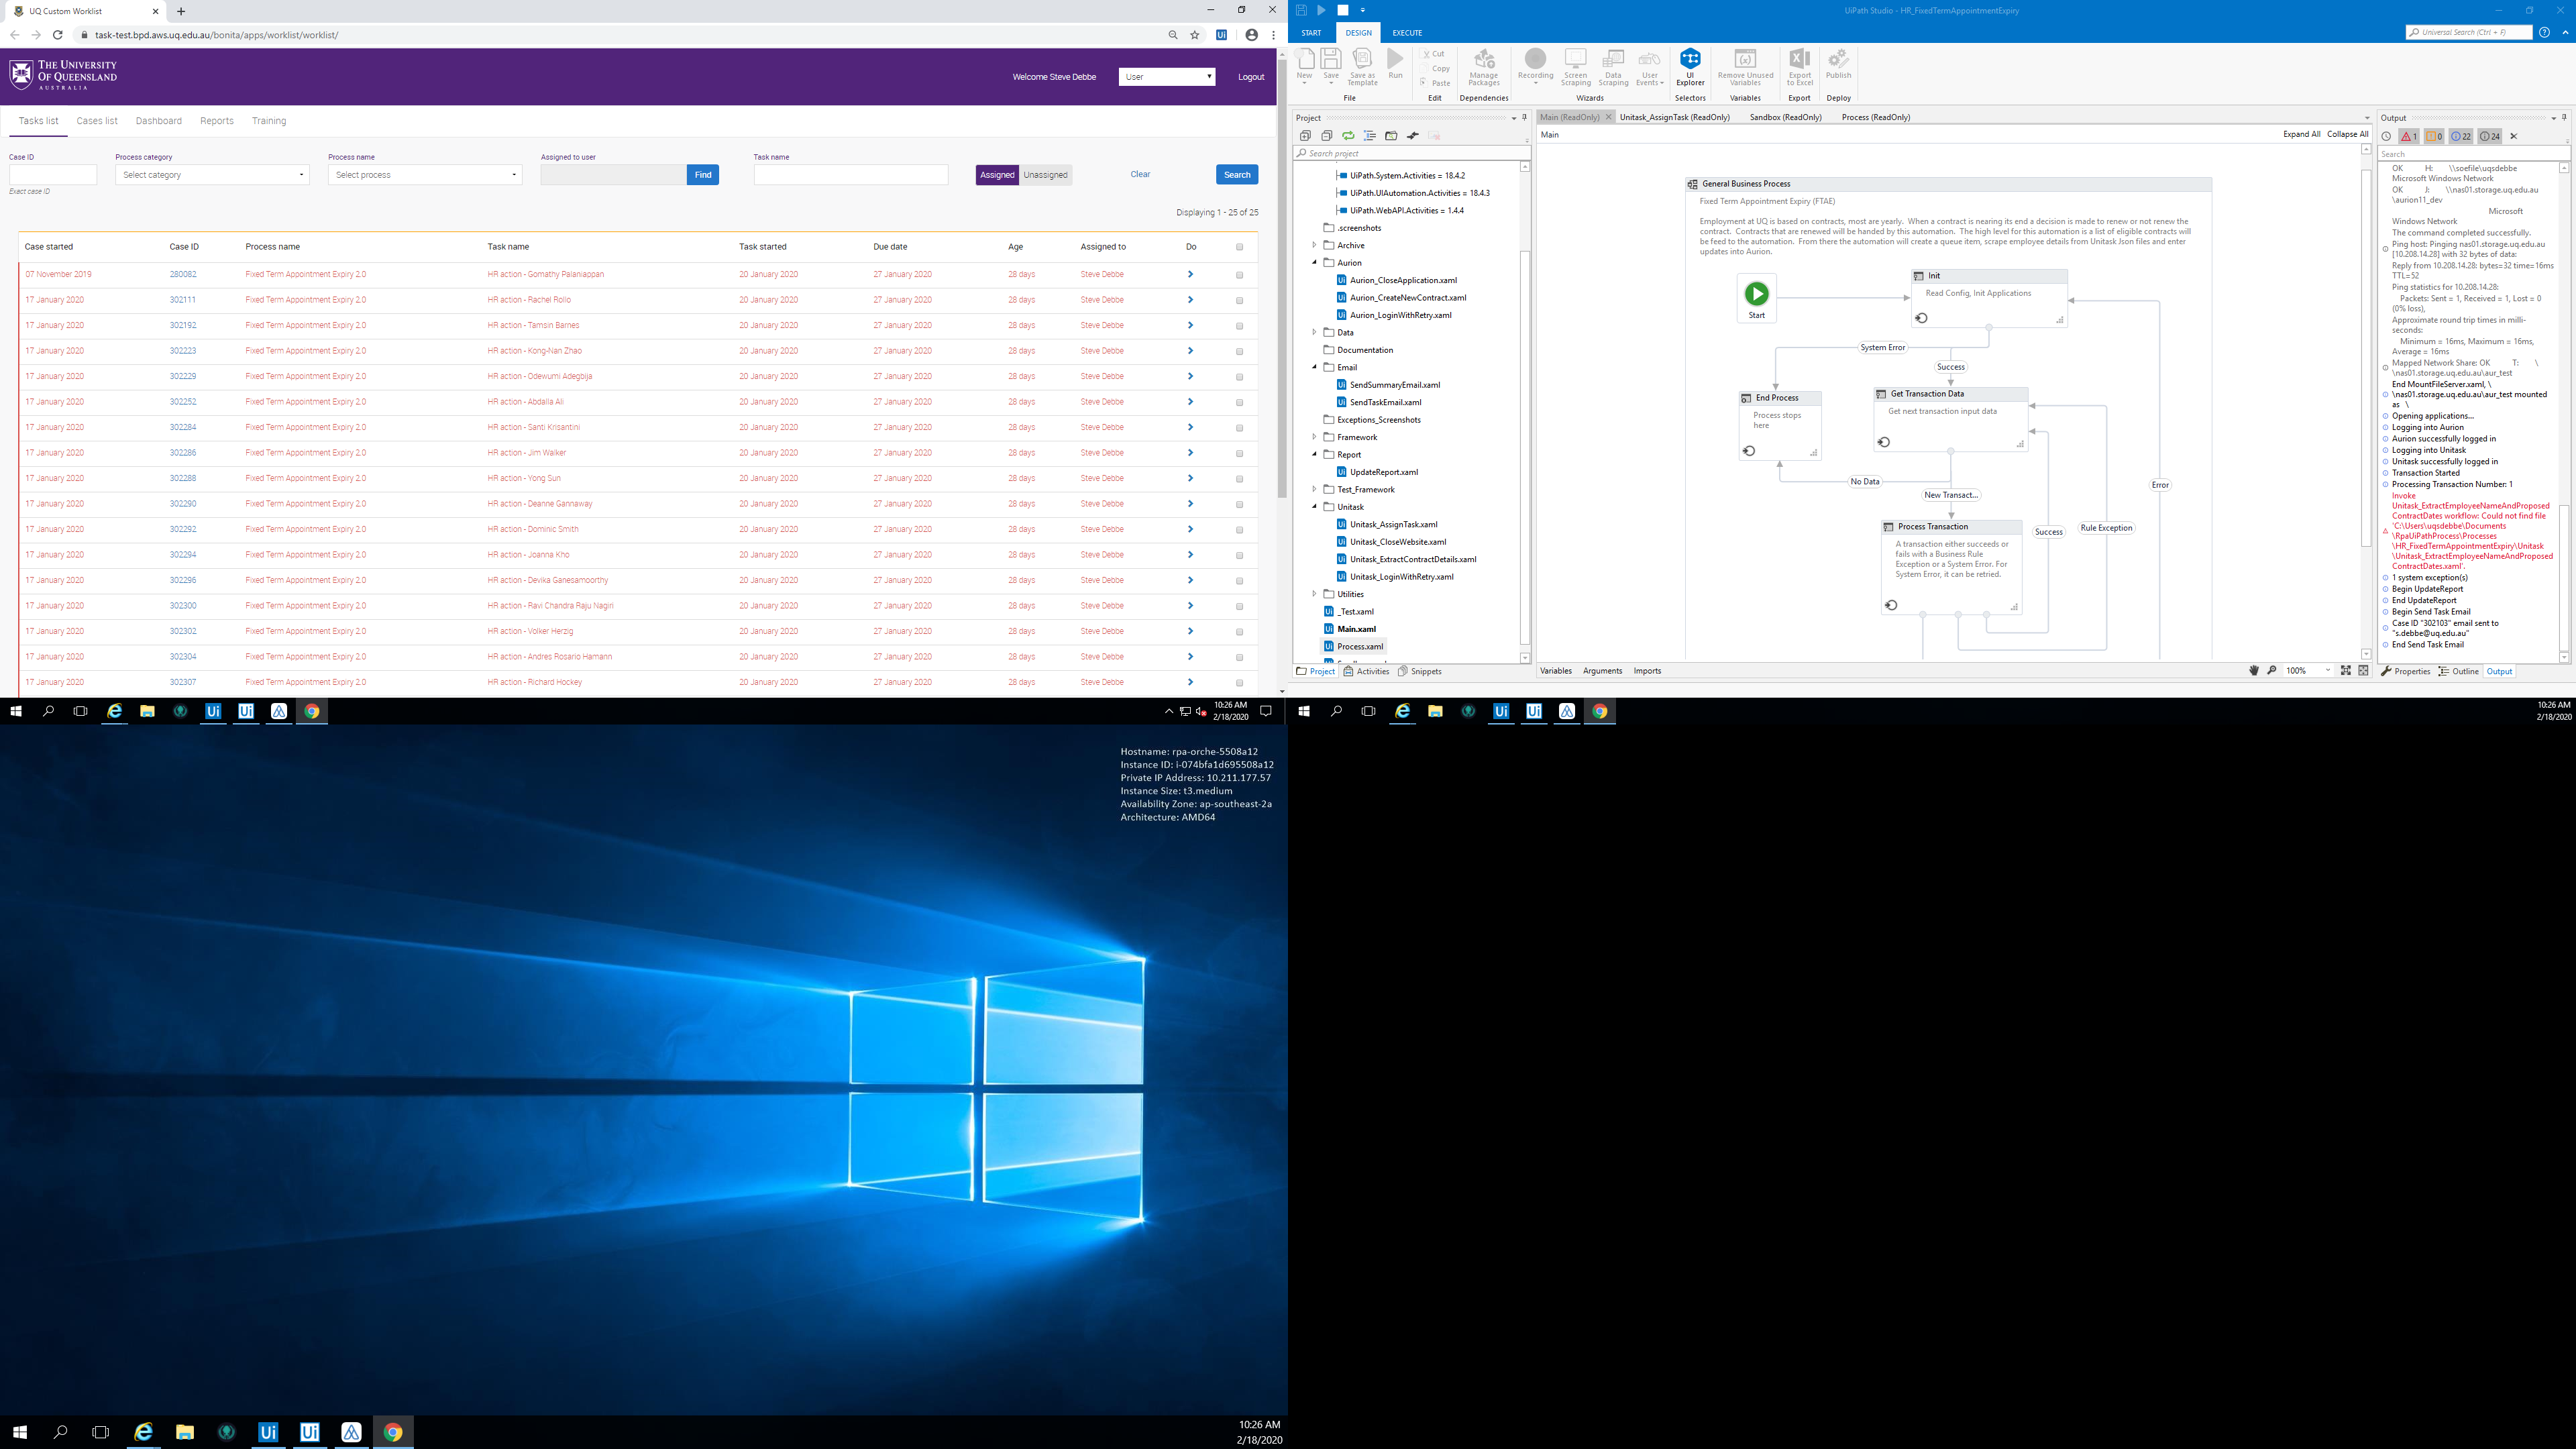 UQ Custom Worklist
task-test.bpd.aws.uq.edu.au/bonita/apps/worklist/worklist/
THE UNIVERSITY
OF QUEENSLAND
AUSTRALIA
Welcome Steve Debbe
User
Logout
Tasks list
Cases list
Dashboard
Reports
Training
Case ID
Process category
Process name
Assigned to user
Task name
Select category
Select process
Find
Assigned
Unassigned
Clear
Search
Exact case ID
Displaying 1 - 25 of 25
Case started Case ID Process name Task name Task started Due date Age Assigned to Do
07 November 2019 280082 Fixed Term Appointment Expiry 2.0 HR action - Gomathy Palaniappan 20 January 2020 27 January 2020 28 days Steve Debbe
17 January 2020 302111 Fixed Term Appointment Expiry 2.0 HR action - Rachel Rollo 20 January 2020 27 January 2020 28 days Steve Debbe
17 January 2020 302192 Fixed Term Appointment Expiry 2.0 HR action - Tamsin Barnes 20 January 2020 27 January 2020 28 days Steve Debbe
17 January 2020 302223 Fixed Term Appointment Expiry 2.0 HR action - Kong-Nan Zhao 20 January 2020 27 January 2020 28 days Steve Debbe
17 January 2020 302229 Fixed Term Appointment Expiry 2.0 HR action - Odewumi Adegbija 20 January 2020 27 January 2020 28 days Steve Debbe
17 January 2020 302252 Fixed Term Appointment Expiry 2.0 HR action - Abdalla Ali 20 January 2020 27 January 2020 28 days Steve Debbe
17 January 2020 302284 Fixed Term Appointment Expiry 2.0 HR action - Santi Krisantini 20 January 2020 27 January 2020 28 days Steve Debbe
17 January 2020 302286 Fixed Term Appointment Expiry 2.0 HR action - Jim Walker 20 January 2020 27 January 2020 28 days Steve Debbe
17 January 2020 302288 Fixed Term Appointment Expiry 2.0 HR action - Yong Sun 20 January 2020 27 January 2020 28 days Steve Debbe
17 January 2020 302290 Fixed Term Appointment Expiry 2.0 HR action - Deanne Gannaway 20 January 2020 27 January 2020 28 days Steve Debbe
17 January 2020 302292 Fixed Term Appointment Expiry 2.0 HR action - Dominic Smith 20 January 2020 27 January 2020 28 days Steve Debbe
17 January 2020 302294 Fixed Term Appointment Expiry 2.0 HR action - Joanna Kho 20 January 2020 27 January 2020 28 days Steve Debbe
17 January 2020 302296 Fixed Term Appointment Expiry 2.0 HR action - Devika Ganesamoorthy 20 January 2020 27 January 2020 28 days Steve Debbe
17 January 2020 302300 Fixed Term Appointment Expiry 2.0 HR action - Ravi Chandra Raju Nagiri 20 January 2020 27 January 2020 28 days Steve Debbe
17 January 2020 302302 Fixed Term Appointment Expiry 2.0 HR action - Volker Herzig 20 January 2020 27 January 2020 28 days Steve Debbe
17 January 2020 302304 Fixed Term Appointment Expiry 2.0 HR action - Andres Rosario Hamann 20 January 2020 27 January 2020 28 days Steve Debbe
17 January 2020 302307 Fixed Term Appointment Expiry 2.0 HR action - Richard Hockey 20 January 2020 27 January 2020 28 days Steve Debbe
10:26 AM
2/18/2020
UiPath Studio - HR_FixedTermAppointmentExpiry
START DESIGN EXECUTE
Universal Search (Ctrl + F)
New
Save
Save as
Template
Run
Cut
Copy
Paste
Manage
Packages
Recording
Screen
Scraping
Data
Scraping
User
Events
UI
Explorer
Remove Unused
Variables
Export
to Excel
Publish
File Edit Dependencies Wizards Selectors Variables Export Deploy
Project
Search project
UiPath.System.Activities = 18.4.2
UiPath.UIAutomation.Activities = 18.4.3
UiPath.WebAPI.Activities = 1.4.4
.screenshots
Archive
Aurion
Aurion_CloseApplication.xaml
Aurion_CreateNewContract.xaml
Aurion_LoginWithRetry.xaml
Data
Documentation
Email
SendSummaryEmail.xaml
SendTaskEmail.xaml
Exceptions_Screenshots
Framework
Report
UpdateReport.xaml
Test_Framework
Unitask
Unitask_AssignTask.xaml
Unitask_CloseWebsite.xaml
Unitask_ExtractContractDetails.xaml
Unitask_LoginWithRetry.xaml
Utilities
_Test.xaml
Main.xaml
Process.xaml
Project Activities Snippets
Main (ReadOnly) Unitask_AssignTask (ReadOnly) Sandbox (ReadOnly) Process (ReadOnly)
Main
Expand All Collapse All
General Business Process
Fixed Term Appointment Expiry (FTAE)
Employment at UQ is based on contracts, most are yearly. When a contract is nearing its end a decision is made to renew or not renew the
contract. Contracts that are renewed will be handed by this automation. The high level for this automation is a list of eligible contracts will
be feed to the automation. From there the automation will create a queue item, scrape employee details from Unitask Json files and enter
updates into Aurion.
Start
Init
Read Config, Init Applications
System Error
Success
End Process
Process stops
here
Get Transaction Data
Get next transaction input data
No Data
New Transact...
Error
Process Transaction
A transaction either succeeds or
fails with a Business Rule
Exception or a System Error. For
System Error, it can be retried.
Success
Rule Exception
Variables Arguments Imports
100%
Output
1 0 22 24
Search
OK H: \\soefile\uqsdebbe
Microsoft Windows Network
OK J: \\nas01.storage.uq.edu.au
\aurion11_dev
Microsoft
Windows Network
The command completed successfully.
Ping host: Pinging nas01.storage.uq.edu.au
[10.208.14.28] with 32 bytes of data:
Reply from 10.208.14.28: bytes=32 time=16ms
TTL=52
Ping statistics for 10.208.14.28:
Packets: Sent = 1, Received = 1, Lost = 0
(0% loss),
Approximate round trip times in milli-
seconds:
Minimum = 16ms, Maximum = 16ms,
Average = 16ms
Mapped Network Share: OK T: \
\nas01.storage.uq.edu.au\aur_test
End MountFileServer.xaml, \
\nas01.storage.uq.edu.au\aur_test mounted
as \
Opening applications...
Logging into Aurion
Aurion successfully logged in
Logging into Unitask
Unitask successfully logged in
Transaction Started
Processing Transaction Number: 1
Invoke
Unitask_ExtractEmployeeNameAndProposed
ContractDates workflow: Could not find file
'C:\Users\uqsdebbe\Documents
\RpaUiPathProcess\Processes
\HR_FixedTermAppointmentExpiry\Unitask
\Unitask_ExtractEmployeeNameAndProposed
ContractDates.xaml'.
1 system exception(s)
Begin UpdateReport
End UpdateReport
Begin Send Task Email
Case ID "302103" email sent to
"s.debbe@uq.edu.au"
End Send Task Email
Properties Outline Output
10:26 AM
2/18/2020
Hostname: rpa-orche-5508a12
Instance ID: i-074bfa1d695508a12
Private IP Address: 10.211.177.57
Instance Size: t3.medium
Availability Zone: ap-southeast-2a
Architecture: AMD64
10:26 AM
2/18/2020